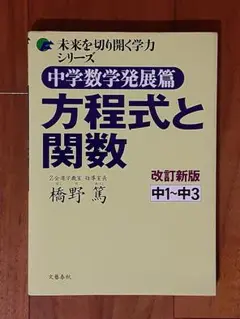 未来を切り開く学力
シリーズ
中学数学発展篇
方程式と
関数
改訂新版
中1~中3
橋野 篤
文藝春秋